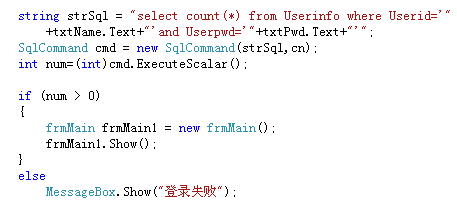 string strSql = "select count(*) from Userinfo where Userid='"
+txtName.Text+"'and Userpwd='"+txtPwd.Text+"'";
SqlCommand cmd = new SqlCommand(strSql,cn);
int num=(int)cmd.ExecuteScalar();
if (num > 0)
{
frmMain frmMain1 = new frmMain();
frmMain1.Show();
}
else
MessageBox.Show("登录失败");